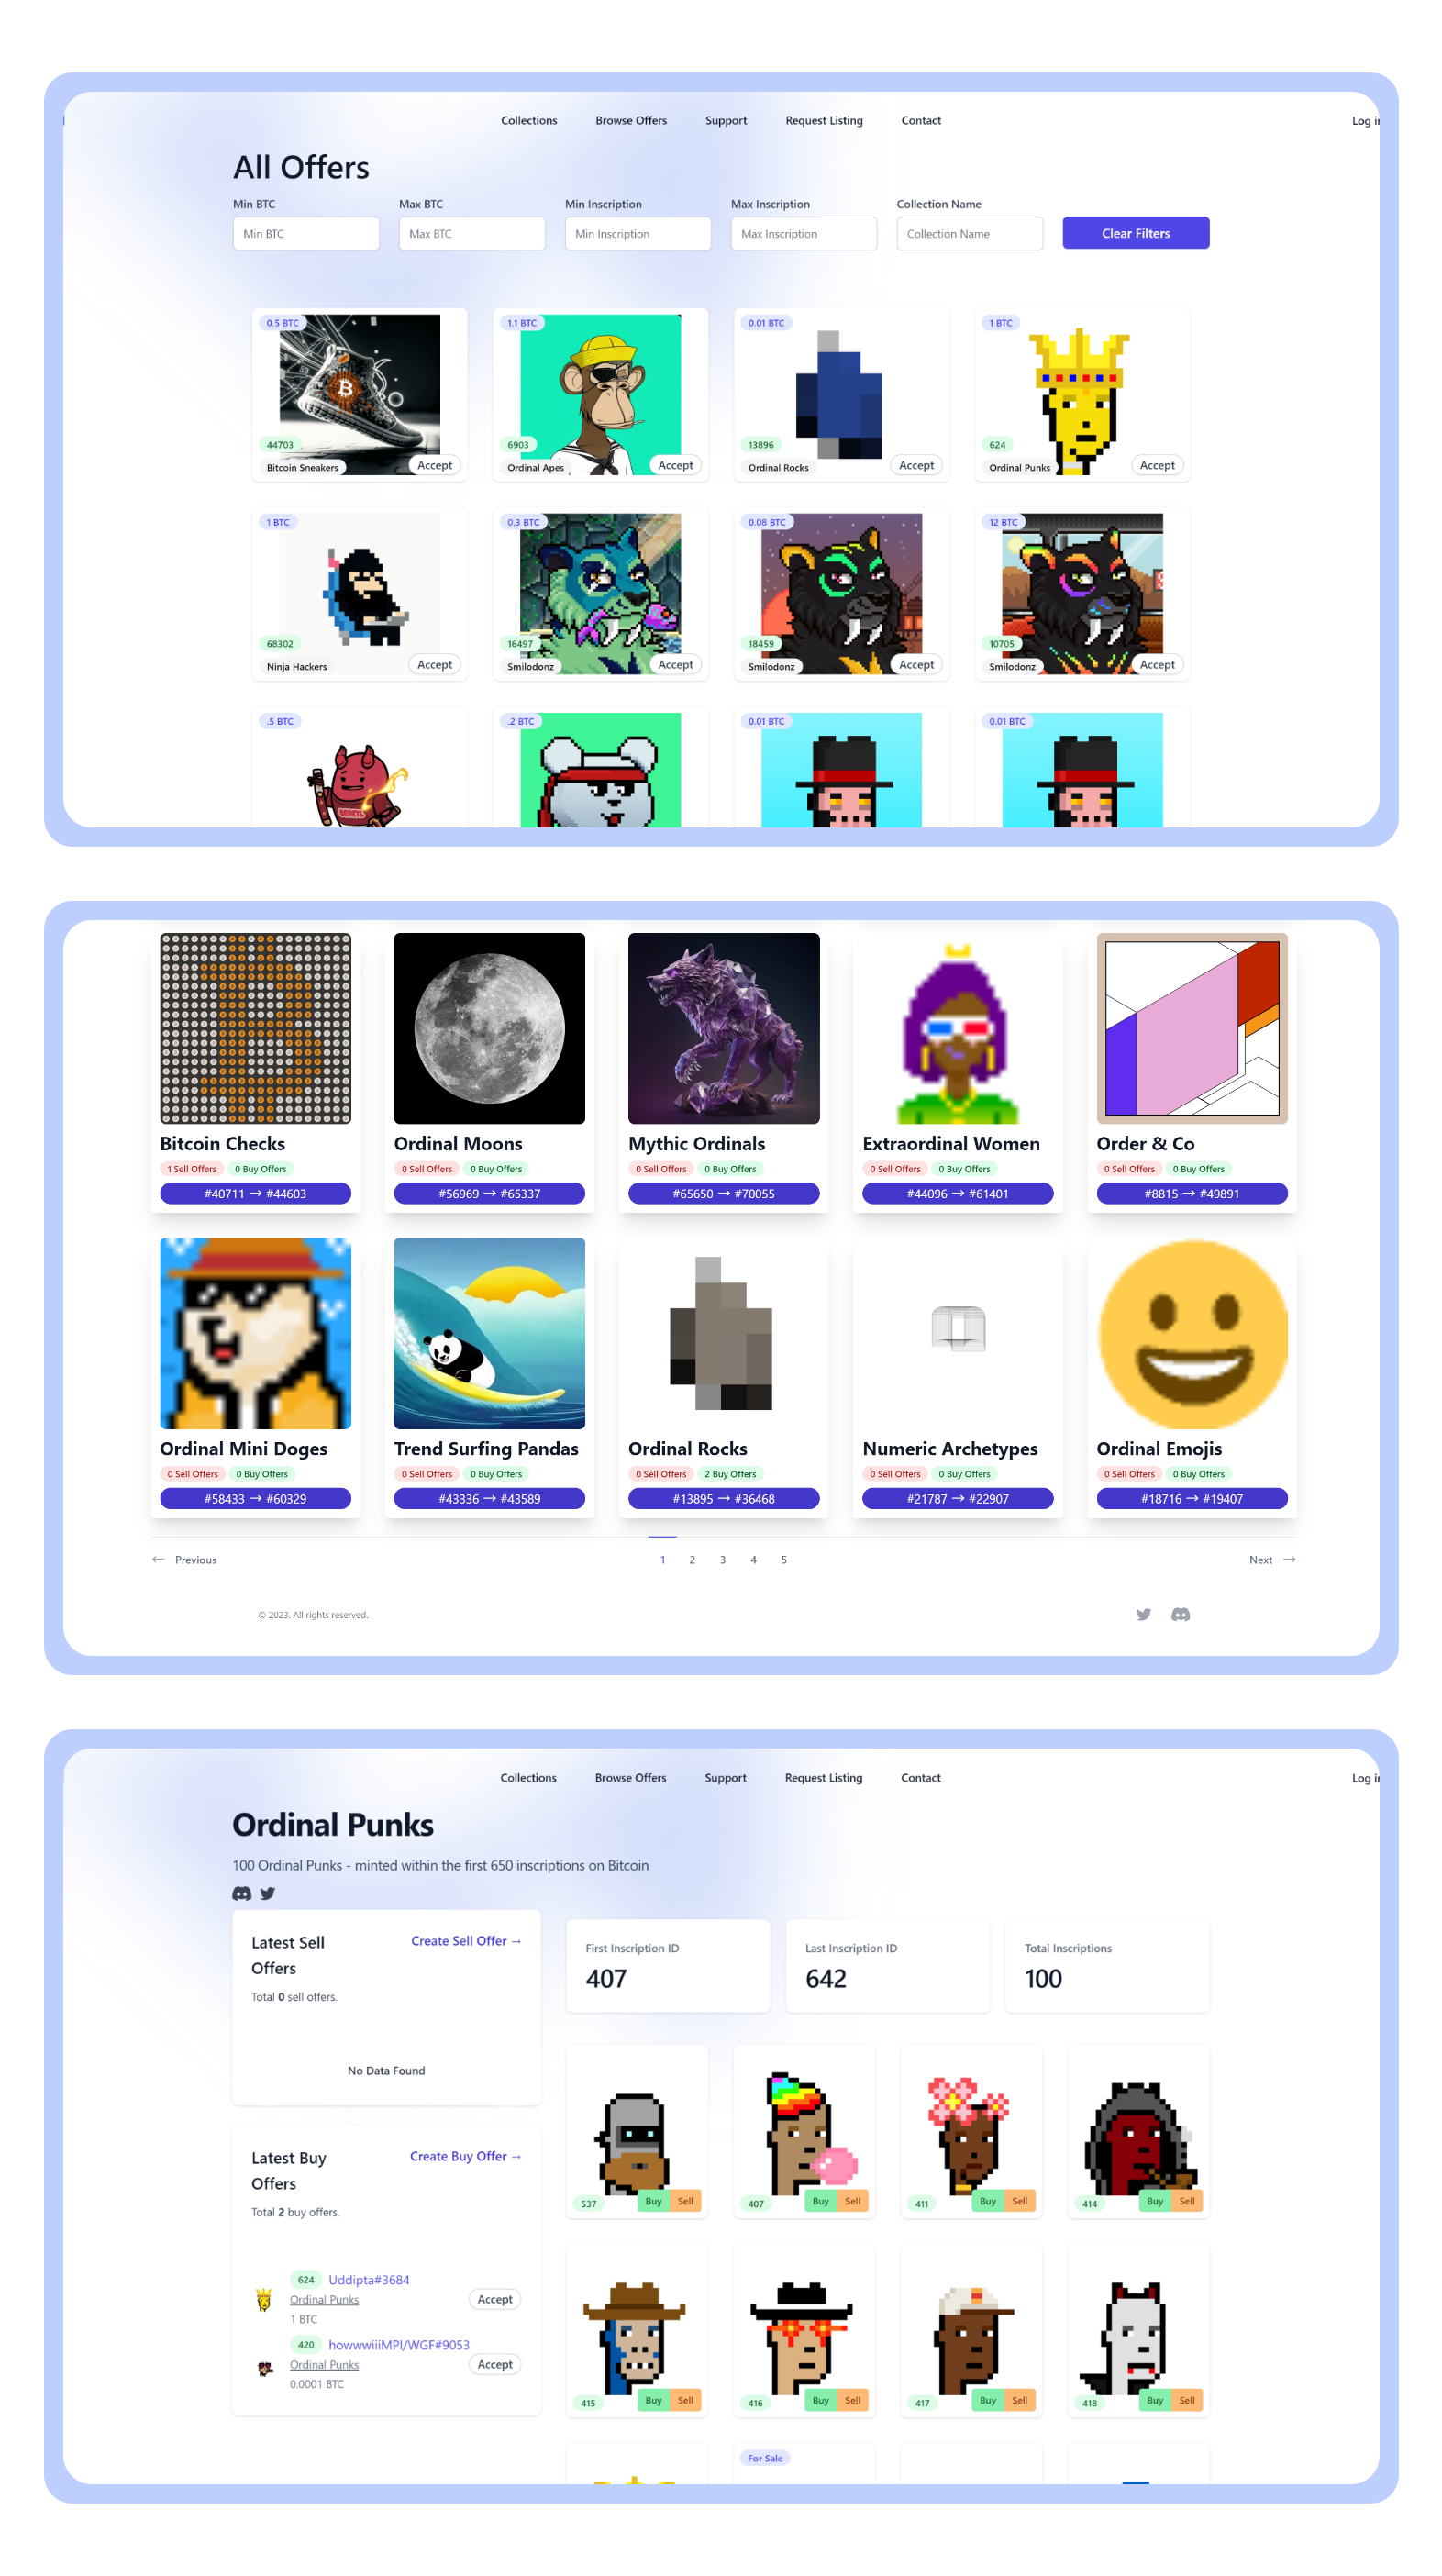 Collections Browse Offers Support Request Listing Contact Log in
All Offers
Min BTC Max BTC Min Inscription Max Inscription Collection Name
Min BTC Max BTC Min Inscription Max Inscription Collection Name Clear Filters
0.5 BTC 1.1 BTC 0.01 BTC 1 BTC
44703 6903 13896 624
Bitcoin Sneakers Accept Ordinal Apes Accept Ordinal Rocks Accept Ordinal Punks Accept
1 BTC 0.3 BTC 0.08 BTC 12 BTC
68302 16497 18459 10705
Ninja Hackers Accept Smilodonz Accept Smilodonz Accept Smilodonz Accept
.5 BTC .2 BTC 0.01 BTC 0.01 BTC
Bitcoin Checks Ordinal Moons Mythic Ordinals Extraordinal Women Order & Co
1 Sell Offers 0 Buy Offers 0 Sell Offers 0 Buy Offers 0 Sell Offers 0 Buy Offers 0 Sell Offers 0 Buy Offers 0 Sell Offers 0 Buy Offers
#40711 → #44603 #56969 → #65337 #65650 → #70055 #44096 → #61401 #8815 → #49891
Ordinal Mini Doges Trend Surfing Pandas Ordinal Rocks Numeric Archetypes Ordinal Emojis
0 Sell Offers 0 Buy Offers 0 Sell Offers 0 Buy Offers 0 Sell Offers 2 Buy Offers 0 Sell Offers 0 Buy Offers 0 Sell Offers 0 Buy Offers
#58433 → #60329 #43336 → #43589 #13895 → #36468 #21787 → #22907 #18716 → #19407
← Previous 1 2 3 4 5 Next →
© 2023. All rights reserved.
Collections Browse Offers Support Request Listing Contact Log in
Ordinal Punks
100 Ordinal Punks - minted within the first 650 inscriptions on Bitcoin
Latest Sell Offers
Create Sell Offer →
Total 0 sell offers.
No Data Found
First Inscription ID Last Inscription ID Total Inscriptions
407 642 100
Latest Buy Offers
Create Buy Offer →
Total 2 buy offers.
624 Uddipta#3684
Ordinal Punks Accept
1 BTC
420 howwwiiiMPI/WGF#9053
Ordinal Punks Accept
0.0001 BTC
537 Buy Sell 407 Buy Sell 411 Buy Sell 414 Buy Sell
415 Buy Sell 416 Buy Sell 417 Buy Sell 418 Buy Sell
For Sale